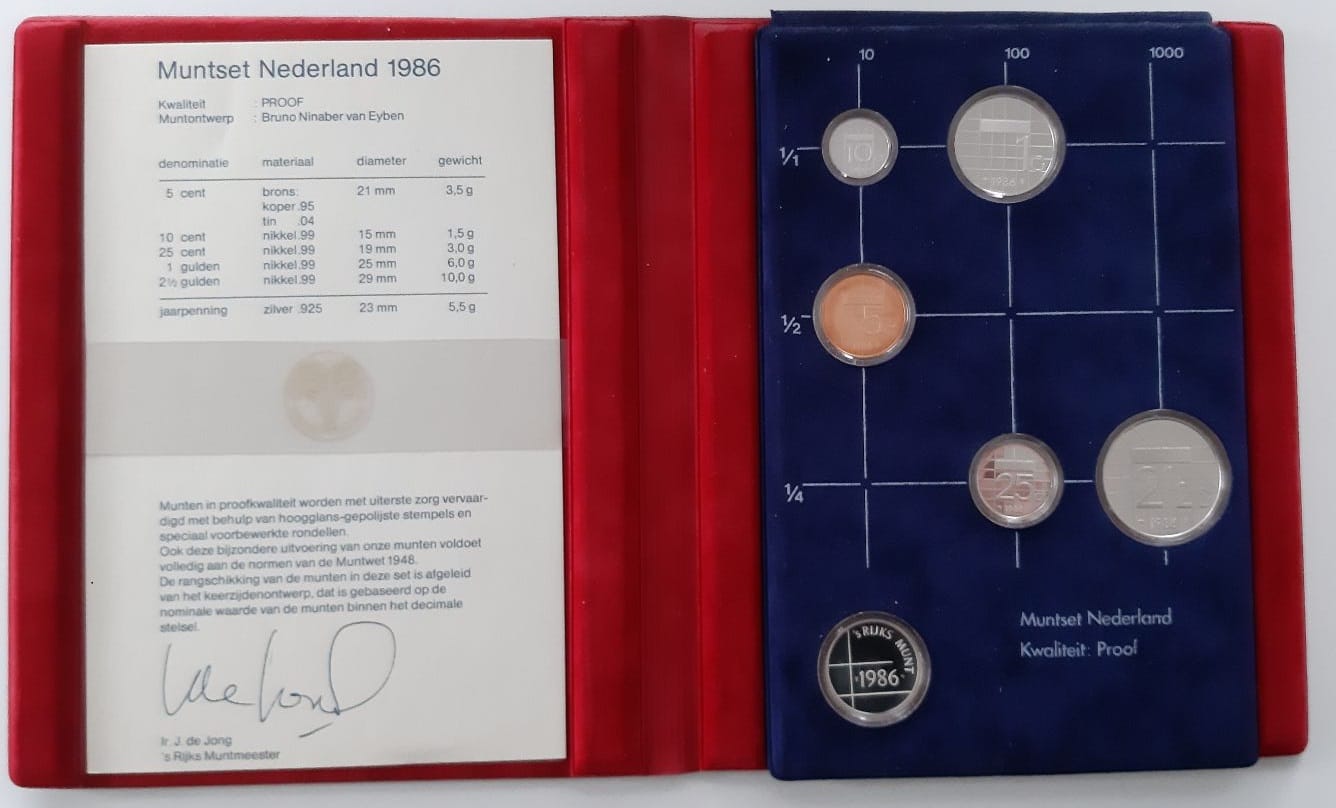 Muntset Nederland 1986
Kwaliteit : PROOF
Muntontwerp : Bruno Ninaber van Eyben
denominatie materiaal diameter gewicht
5 cent brons: 21 mm 3,5 g
koper .95
tin .04
10 cent nikkel.99 15 mm 1,5 g
25 cent nikkel.99 19 mm 3,0 g
1 gulden nikkel.99 25 mm 6,0 g
2½ gulden nikkel.99 29 mm 10,0 g
jaarpenning zilver .925 23 mm 5,5 g
Munten in proofkwaliteit worden met uiterste zorg vervaar-
digd met behulp van hoogglans-gepolijste stempels en
speciaal voorbewerkte rondellen.
Ook deze bijzondere uitvoering van onze munten voldoet
volledig aan de normen van de Muntwet 1948.
De rangschikking van de munten in deze set is afgeleid
van het keerzijdenontwerp, dat is gebaseerd op de
nominale waarde van de munten binnen het decimale
stelsel.
Ir. J. de Jong
's Rijks Muntmeester
10 100 1000
1/1
10
1 G
1986
1/2
5
1/4
25
1986
2½
1986
'S RIJKS MUNT
1986
Muntset Nederland
Kwaliteit: Proof